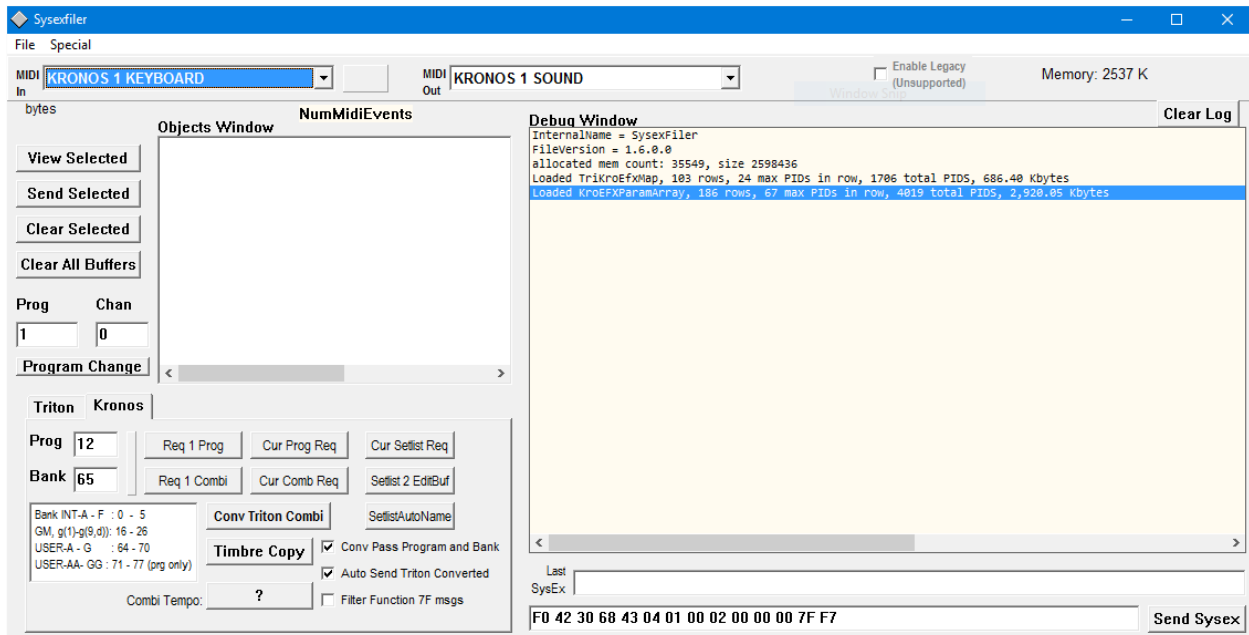 Sysexfiler
File Special
MIDI In KRONOS 1 KEYBOARD
MIDI Out KRONOS 1 SOUND
Enable Legacy
(Unsupported)
Memory: 2537 K
Window Snip
bytes
NumMidiEvents
Objects Window
Debug Window
Clear Log
InternalName = SysexFiler
FileVersion = 1.6.0.0
allocated mem count: 35549, size 2598436
Loaded TriKroEfxMap, 103 rows, 24 max PIDs in row, 1706 total PIDS, 686.40 Kbytes
Loaded KroEFXParamArray, 186 rows, 67 max PIDs in row, 4019 total PIDS, 2,920.05 Kbytes
View Selected
Send Selected
Clear Selected
Clear All Buffers
Prog Chan
1 0
Program Change
Triton Kronos
Prog 12 Req 1 Prog Cur Prog Req Cur Setlist Req
Bank 65 Req 1 Combi Cur Comb Req Setlist 2 EditBuf
Bank INT-A - F : 0 - 5
GM, g(1)-g(9,d)): 16 - 26
USER-A - G : 64 - 70
USER-AA- GG : 71 - 77 (prg only)
Conv Triton Combi
SetlistAutoName
Timbre Copy
Conv Pass Program and Bank
Auto Send Triton Converted
Combi Tempo: ?
Filter Function 7F msgs
Last
SysEx
F0 42 30 68 43 04 01 00 02 00 00 00 7F F7
Send Sysex